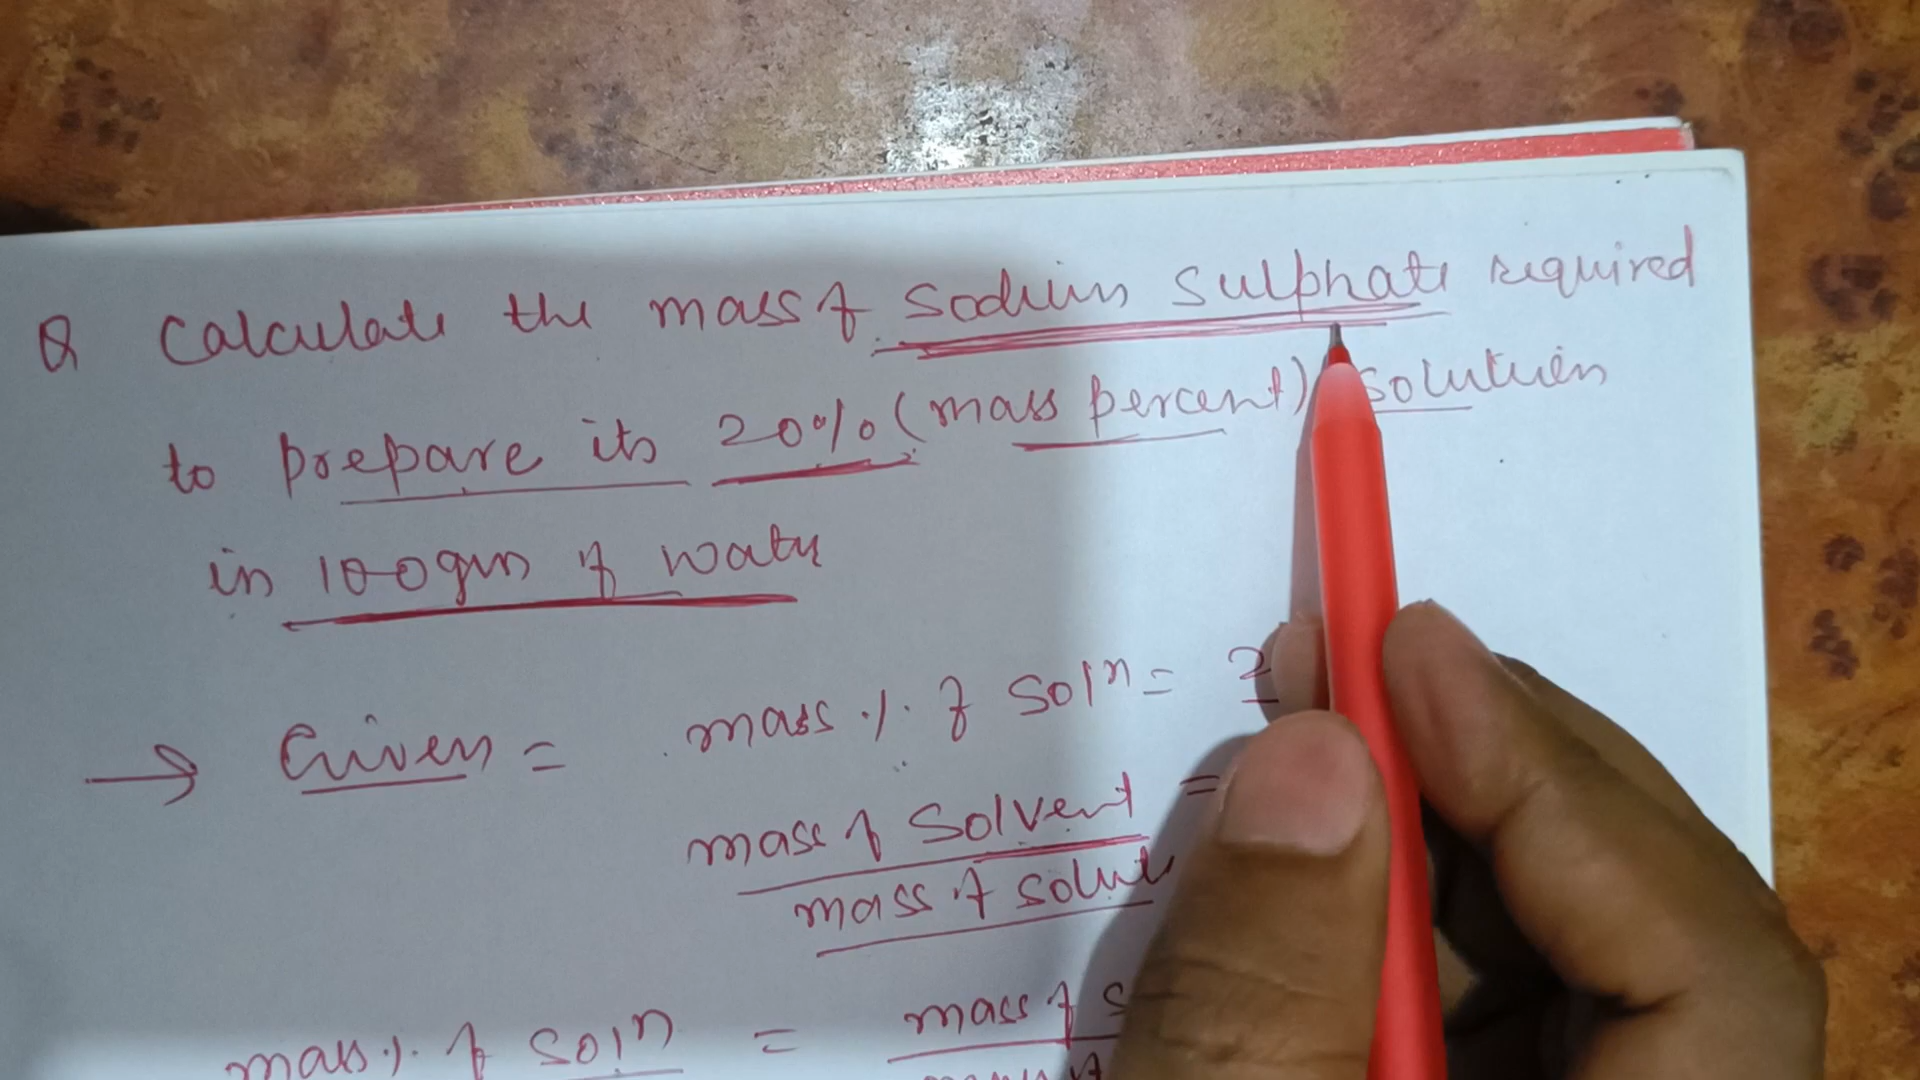 Q Calculate the mass of sodium sulphate required
to prepare its 20% (mass percent) solution
in 100gm of water
→ Given = mass % of solⁿ = 2
mass of solvent =
mass of solute
mass % of solⁿ = mass of s